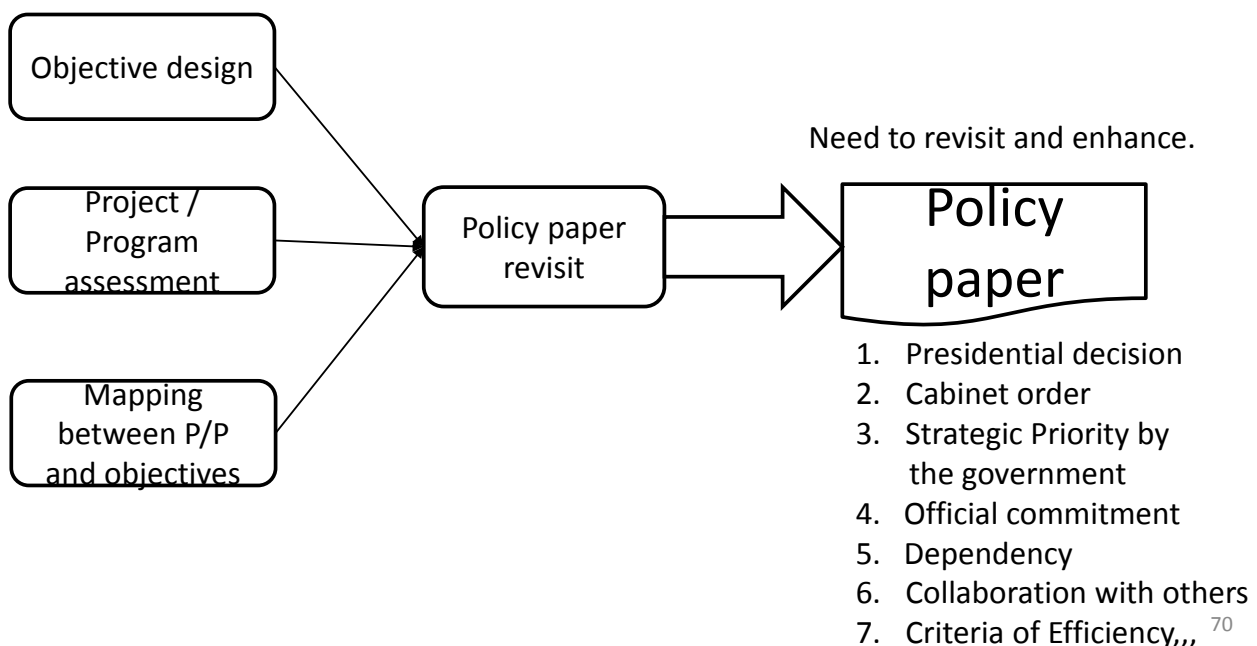 Objective design
Project /
Program
assessment
Mapping
between P/P
and objectives
Policy paper
revisit
Need to revisit and enhance.
Policy
paper
1. Presidential decision
2. Cabinet order
3. Strategic Priority by
the government
4. Official commitment
5. Dependency
6. Collaboration with others
7. Criteria of Efficiency,,,
70